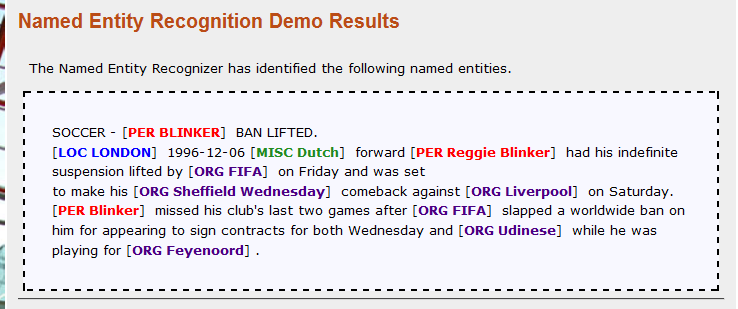 Named Entity Recognition Demo Results
The Named Entity Recognizer has identified the following named entities.
SOCCER - [PER BLINKER] BAN LIFTED.
[LOC LONDON] 1996-12-06 [MISC Dutch] forward [PER Reggie Blinker] had his indefinite
suspension lifted by [ORG FIFA] on Friday and was set
to make his [ORG Sheffield Wednesday] comeback against [ORG Liverpool] on Saturday.
[PER Blinker] missed his club's last two games after [ORG FIFA] slapped a worldwide ban on
him for appearing to sign contracts for both Wednesday and [ORG Udinese] while he was
playing for [ORG Feyenoord] .